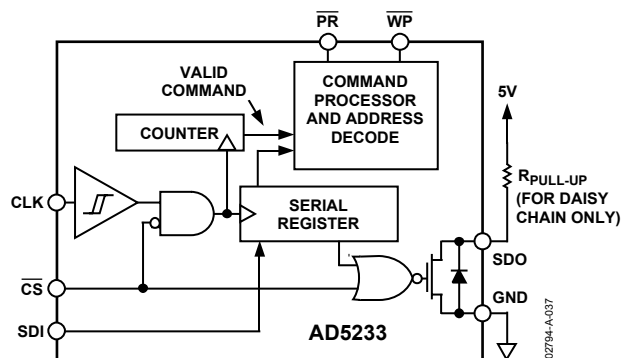 PR WP
VALID
COMMAND
COMMAND
PROCESSOR
AND ADDRESS
DECODE
5V
COUNTER
RPULL-UP
(FOR DAISY
CHAIN ONLY)
CLK
SERIAL
REGISTER
SDO
CS
GND
SDI
AD5233
02794-A-037